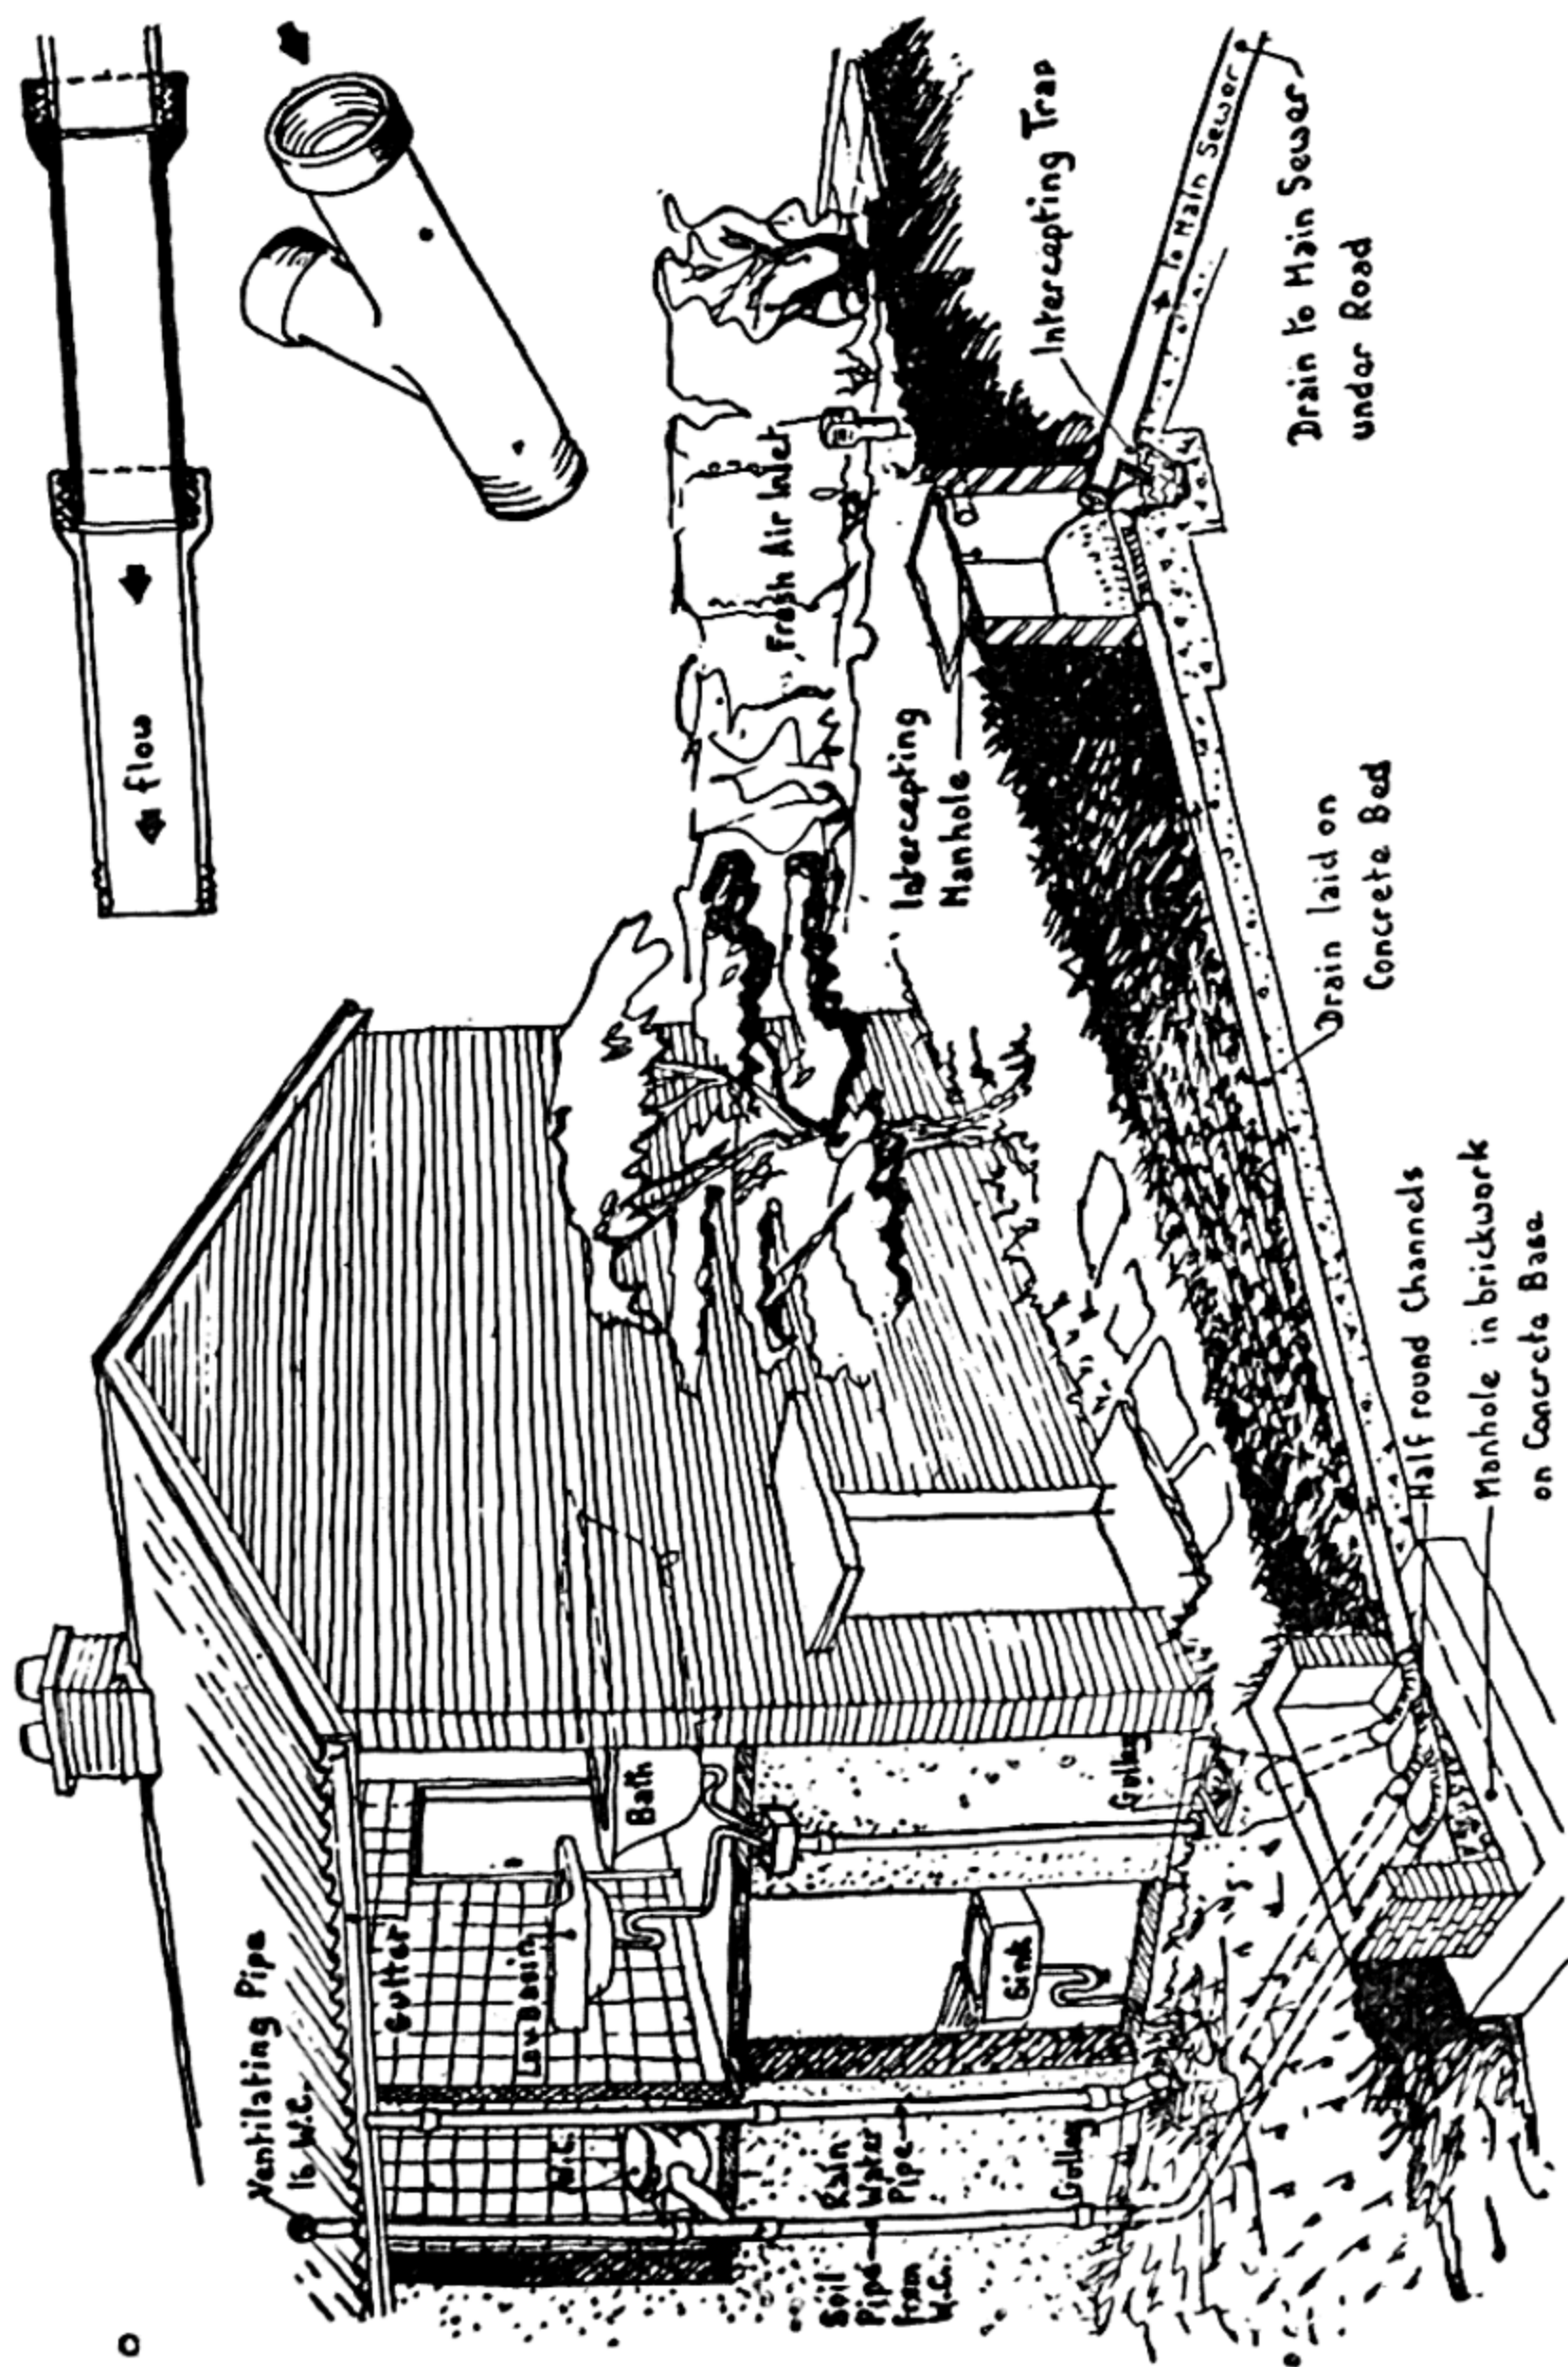 flow
Ventilating Pipe
to W.C.
Gutter
Lav Basin
Bath
W.C.
Soil
Pipe
from
W.C.
Rain
Water
Pipe
Gulley
Sink
Gulley
Fresh Air Inlet
Intercepting
Manhole
Intercepting Trap
To Main Sewer
Drain to Main Sewer
under Road
Drain laid on
Concrete Bed
Half round Channels
Manhole in brickwork
on Concrete Base